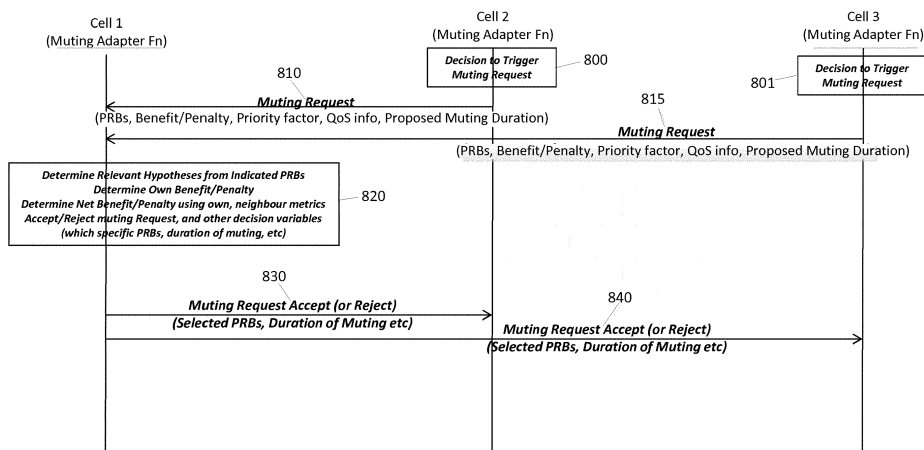 Cell 1
(Muting Adapter Fn)
Cell 2
(Muting Adapter Fn)
Cell 3
(Muting Adapter Fn)
Decision to Trigger
Muting Request
800
Decision to Trigger
Muting Request
801
810
Muting Request
(PRBs, Benefit/Penalty, Priority factor, QoS info, Proposed Muting Duration)
815
Muting Request
(PRBs, Benefit/Penalty, Priority factor, QoS info, Proposed Muting Duration)
Determine Relevant Hypotheses from Indicated PRBs
Determine Own Benefit/Penalty
Determine Net Benefit/Penalty using own, neighbour metrics
Accept/Reject muting Request, and other decision variables
(which specific PRBs, duration of muting, etc)
820
830
Muting Request Accept (or Reject)
(Selected PRBs, Duration of Muting etc)
840
Muting Request Accept (or Reject)
(Selected PRBs, Duration of Muting etc)